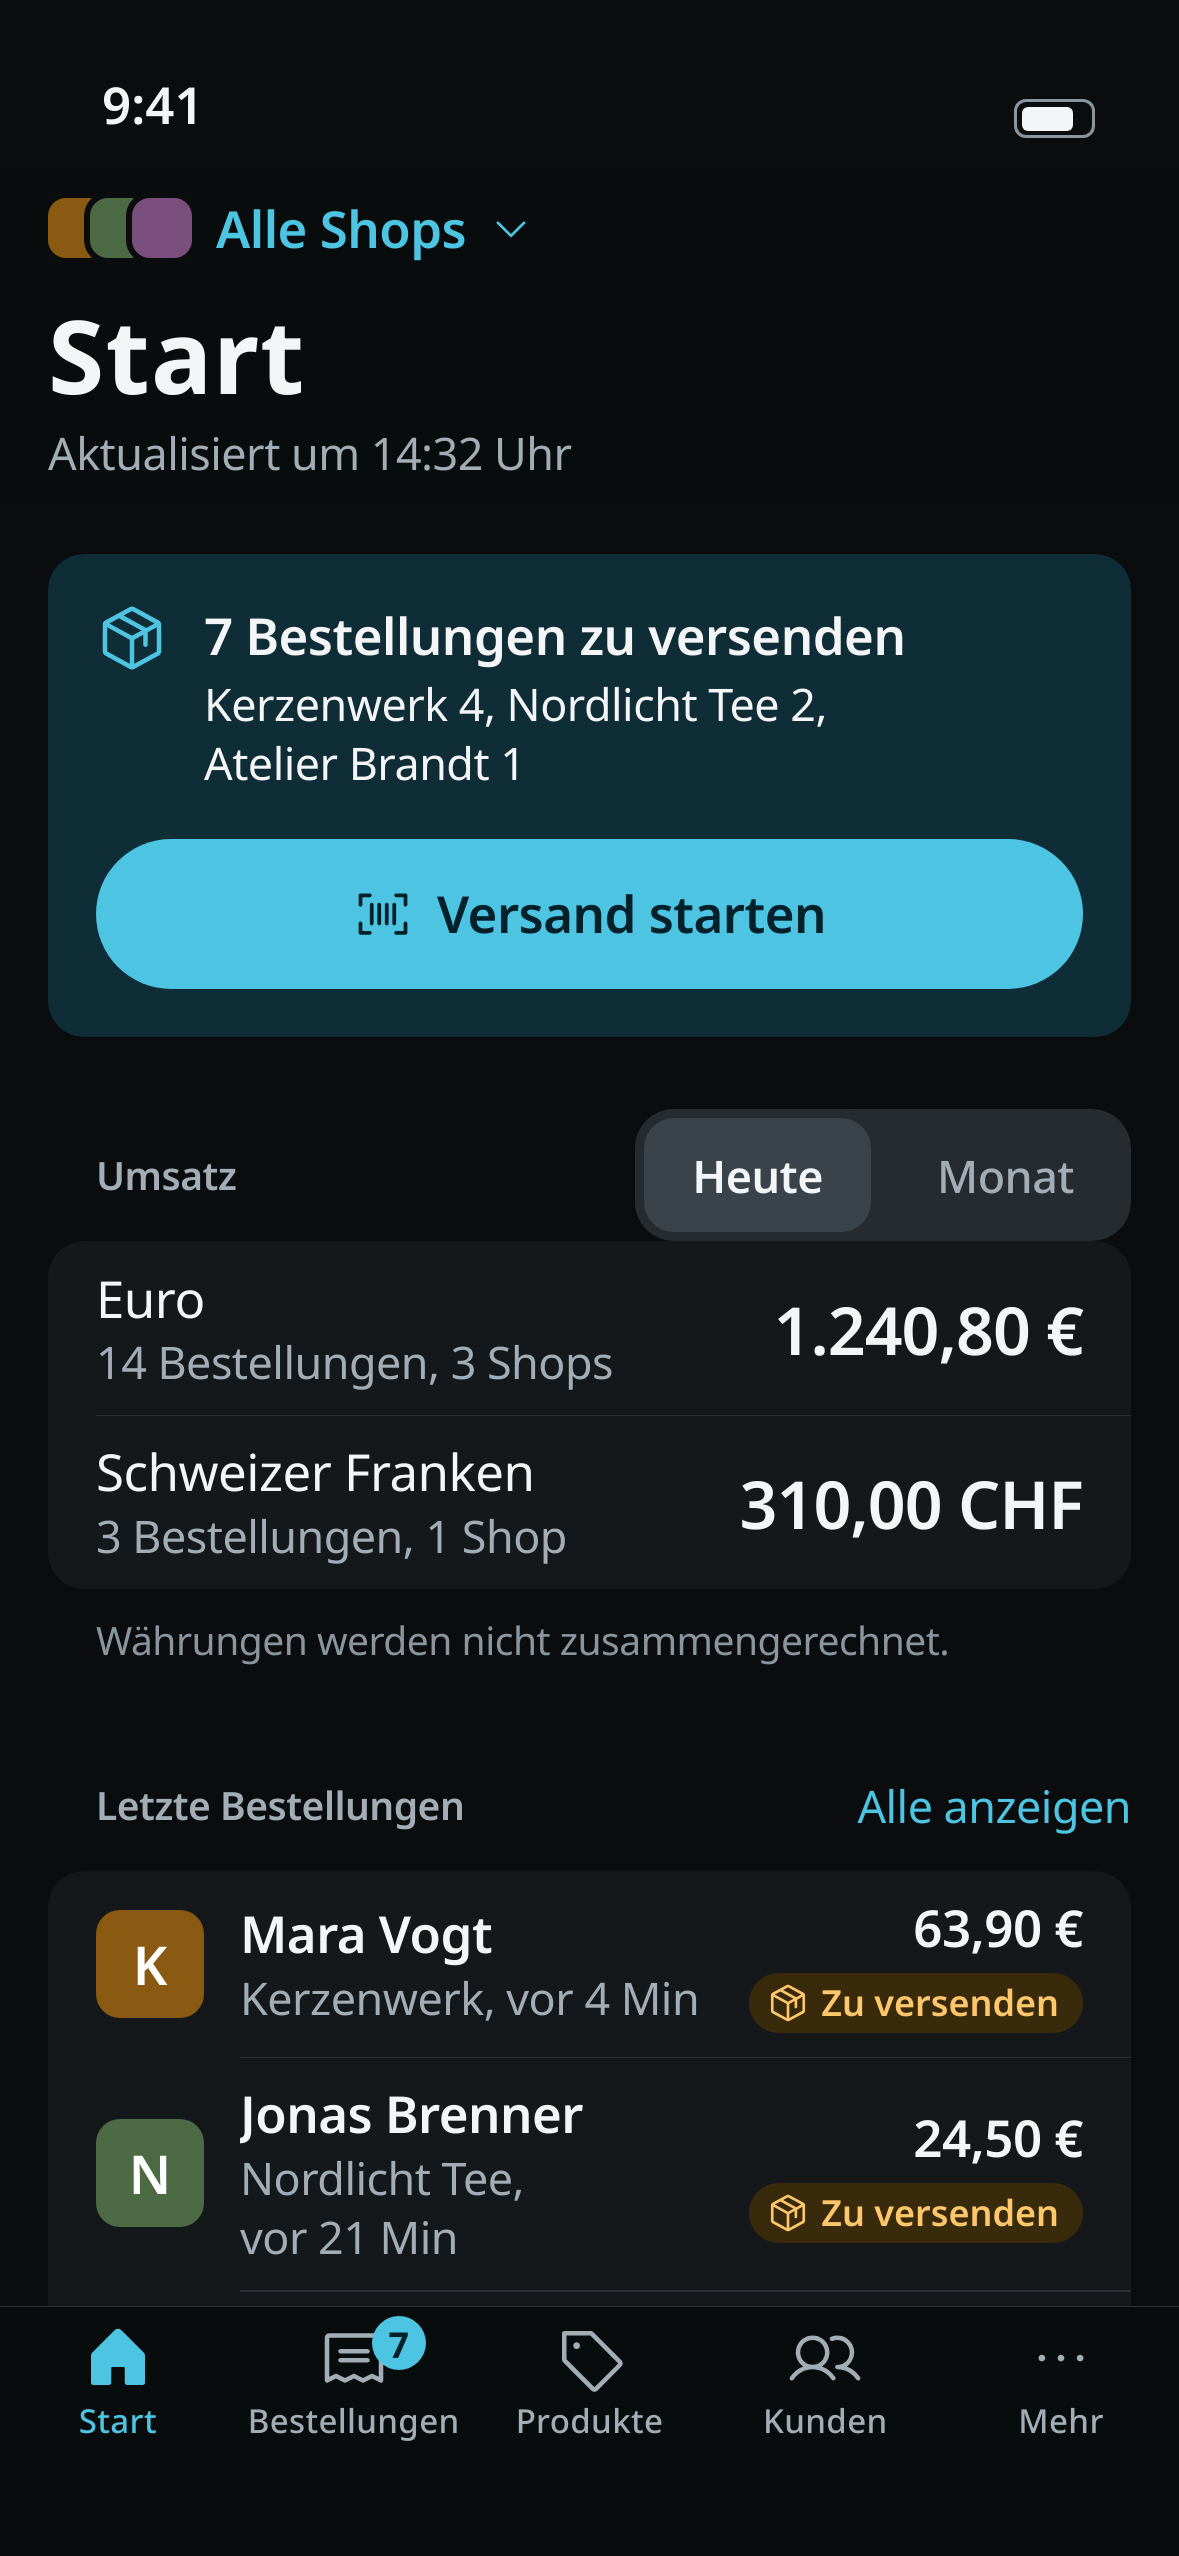 9:41
Alle Shops
Start
Aktualisiert um 14:32 Uhr
7 Bestellungen zu versenden
Kerzenwerk 4, Nordlicht Tee 2,
Atelier Brandt 1
Versand starten
Umsatz
Heute
Monat
Euro
1.240,80 €
14 Bestellungen, 3 Shops
Schweizer Franken
310,00 CHF
3 Bestellungen, 1 Shop
Währungen werden nicht zusammengerechnet.
Letzte Bestellungen
Alle anzeigen
K
Mara Vogt
63,90 €
Kerzenwerk, vor 4 Min
Zu versenden
N
Jonas Brenner
24,50 €
Nordlicht Tee,
vor 21 Min
Zu versenden
7
Start
Bestellungen
Produkte
Kunden
Mehr